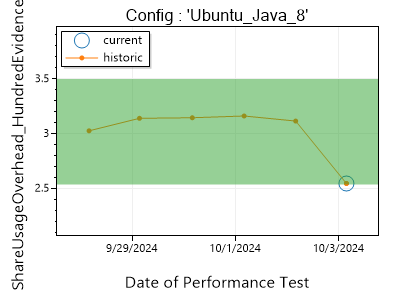 Config : 'Ubuntu_Java_8'
current
historic
ShareUsageOverhead_HundredEvidence
3.5
3
2.5
9/29/2024
10/1/2024
10/3/2024
Date of Performance Test